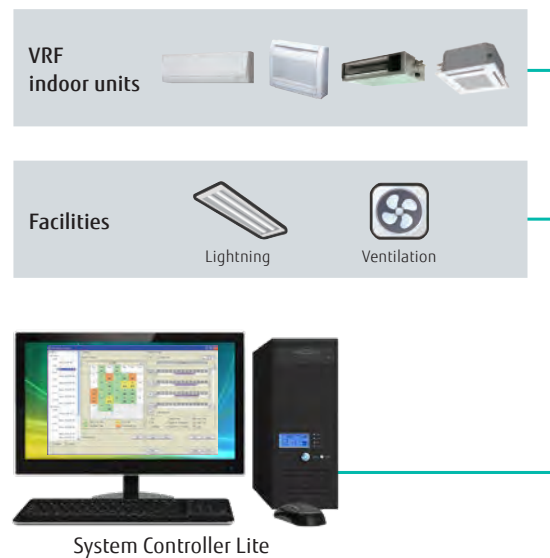 VRF
indoor units
Facilities
Lightning
Ventilation
System Controller Lite